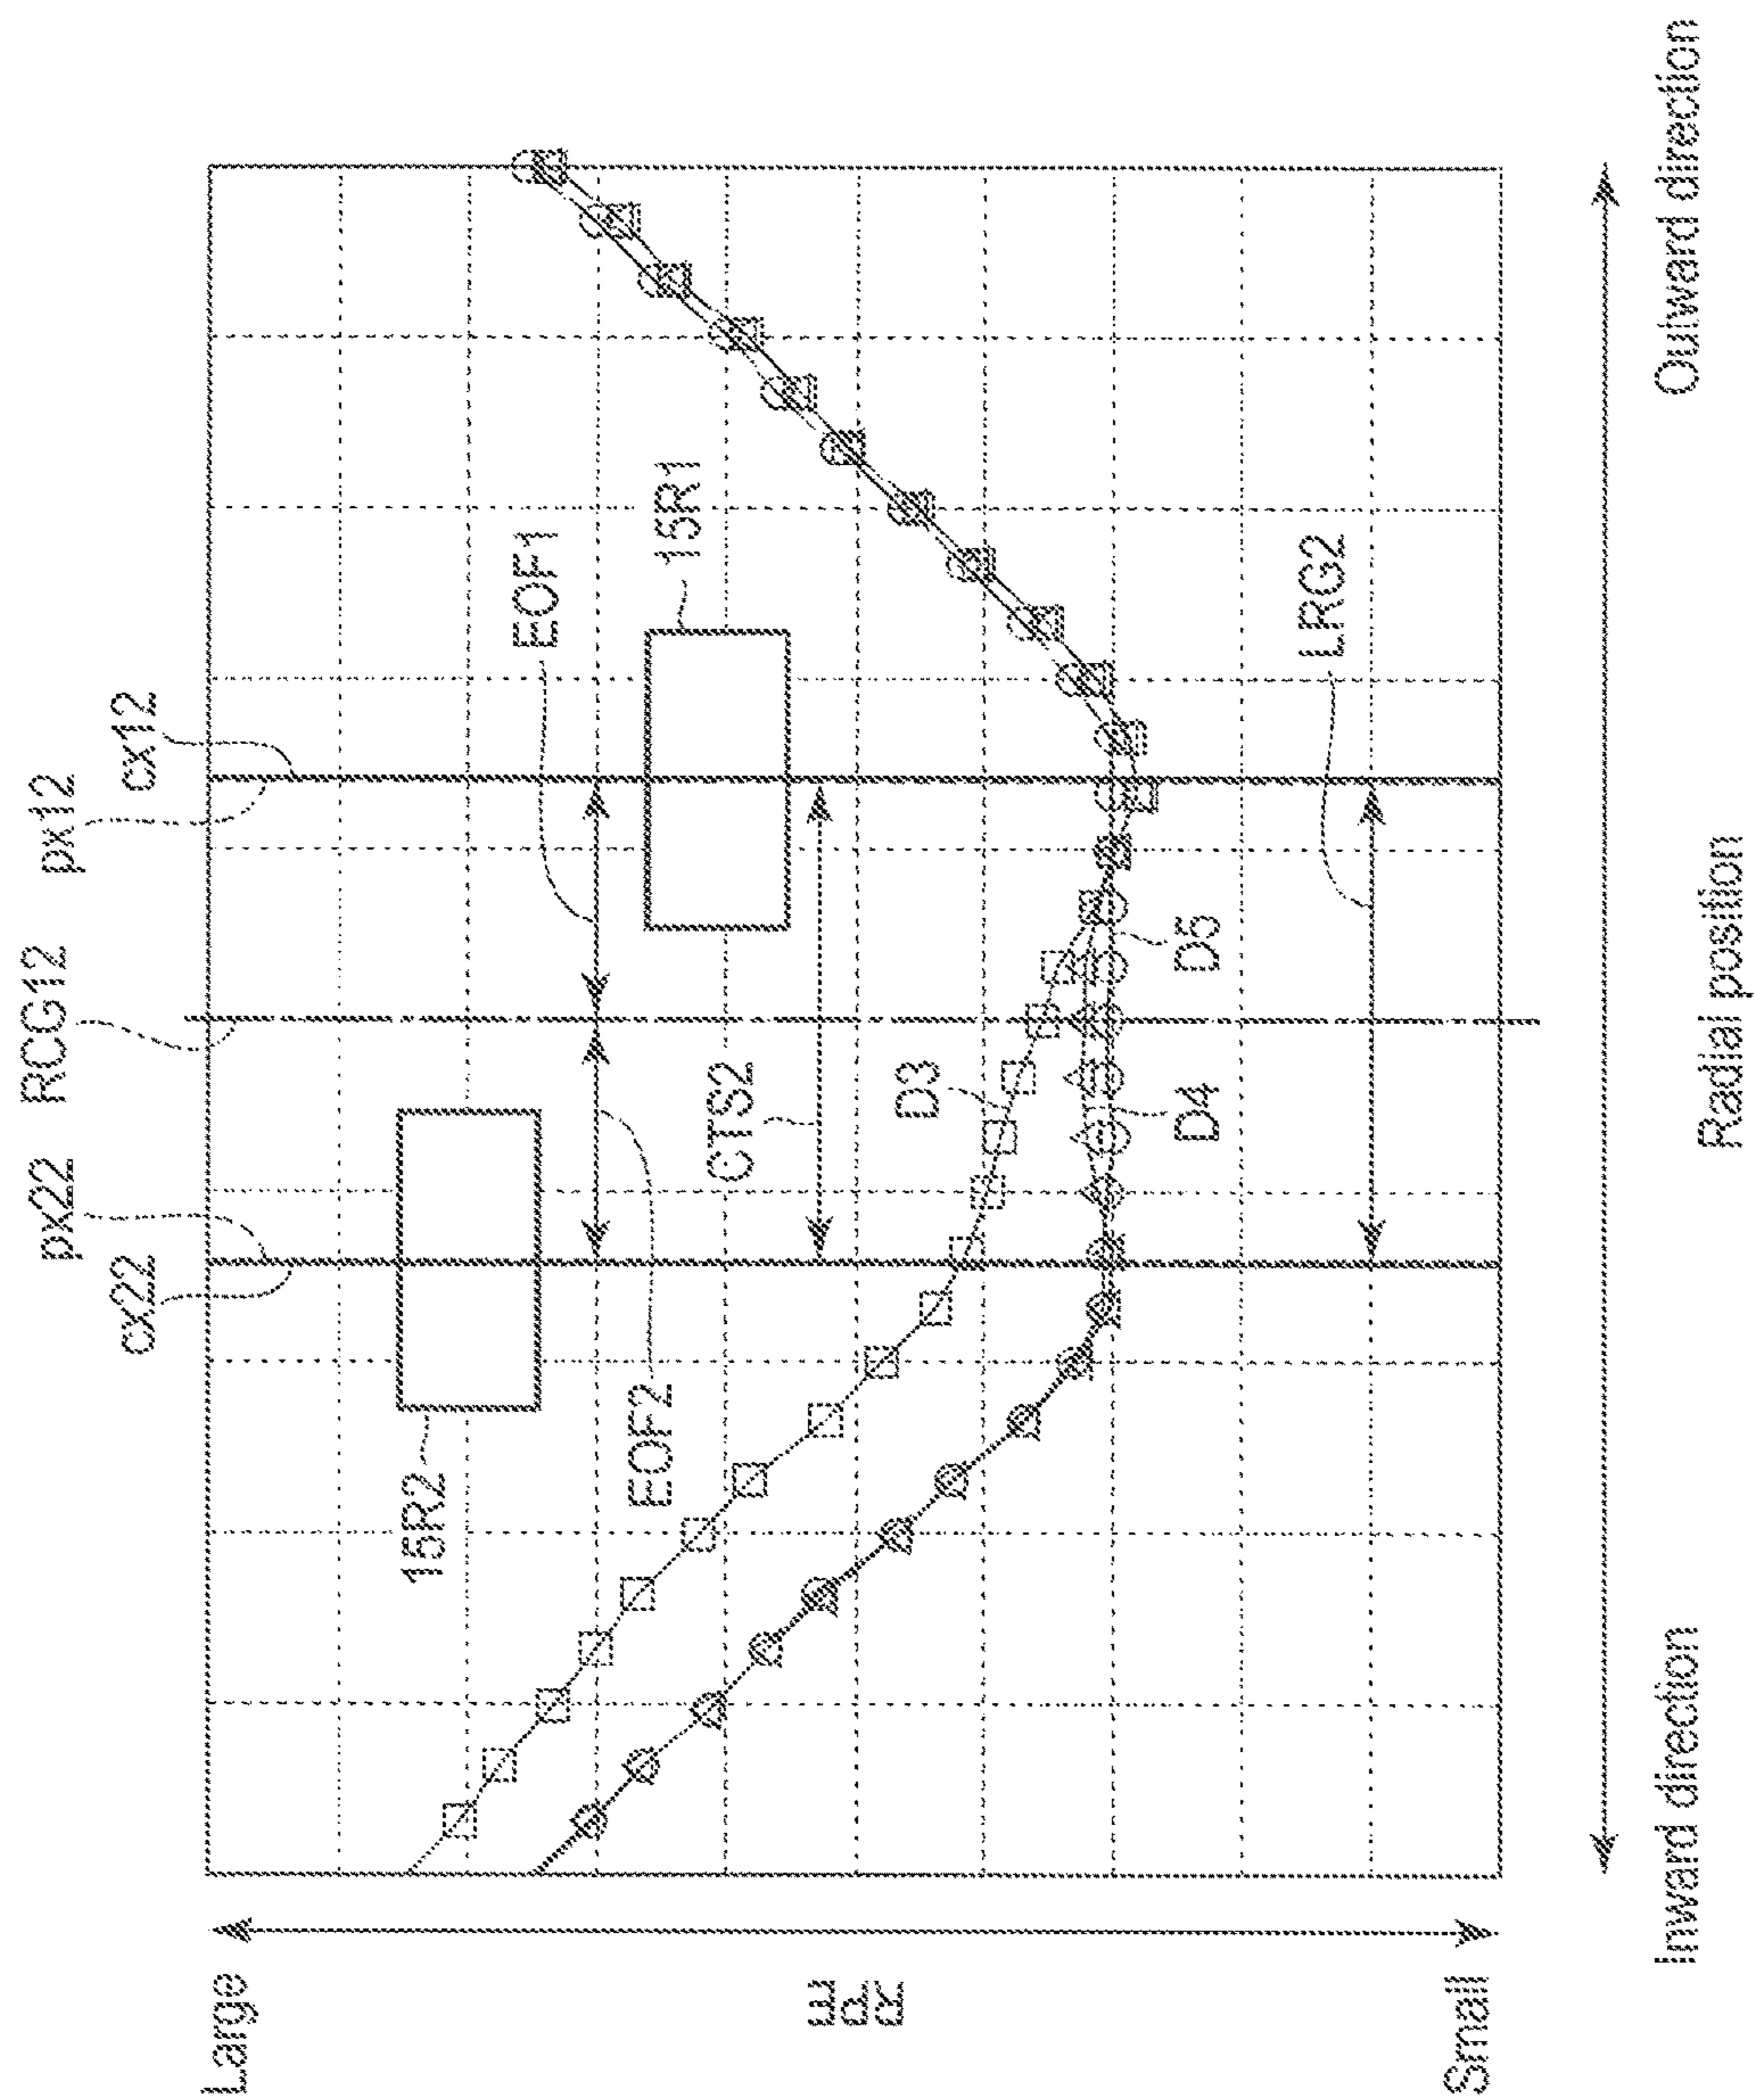 RCG12
px22
px12
cx22
cx12
15R2
EOF2
EOF1
15R1
CTS2
D3
D4
D5
LRG2
Large
RPE
Small
Inward direction
Outward direction
Radial position